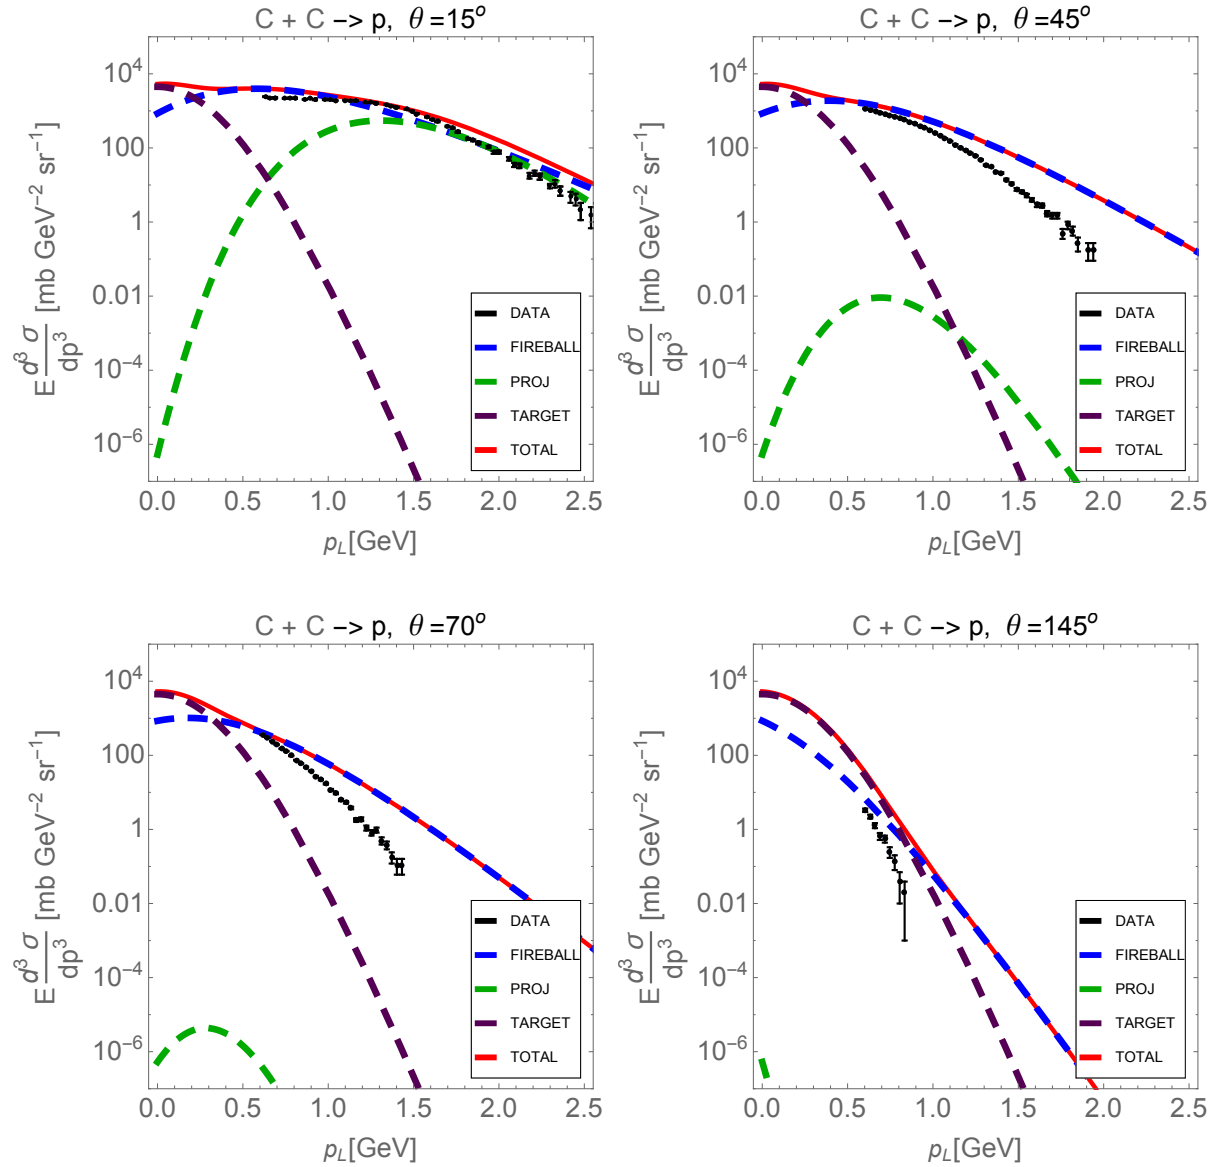 C + C -> p, θ =15°
E d³ σ / dp³ [mb GeV⁻² sr⁻¹]
10⁴
100
1
0.01
10⁻⁴
10⁻⁶
DATA
FIREBALL
PROJ
TARGET
TOTAL
0.0 0.5 1.0 1.5 2.0 2.5
p_L[GeV]
C + C -> p, θ =45°
E d³ σ / dp³ [mb GeV⁻² sr⁻¹]
10⁴
100
1
0.01
10⁻⁴
10⁻⁶
DATA
FIREBALL
PROJ
TARGET
TOTAL
0.0 0.5 1.0 1.5 2.0 2.5
p_L[GeV]
C + C -> p, θ =70°
E d³ σ / dp³ [mb GeV⁻² sr⁻¹]
10⁴
100
1
0.01
10⁻⁴
10⁻⁶
DATA
FIREBALL
PROJ
TARGET
TOTAL
0.0 0.5 1.0 1.5 2.0 2.5
p_L[GeV]
C + C -> p, θ =145°
E d³ σ / dp³ [mb GeV⁻² sr⁻¹]
10⁴
100
1
0.01
10⁻⁴
10⁻⁶
DATA
FIREBALL
PROJ
TARGET
TOTAL
0.0 0.5 1.0 1.5 2.0 2.5
p_L[GeV]